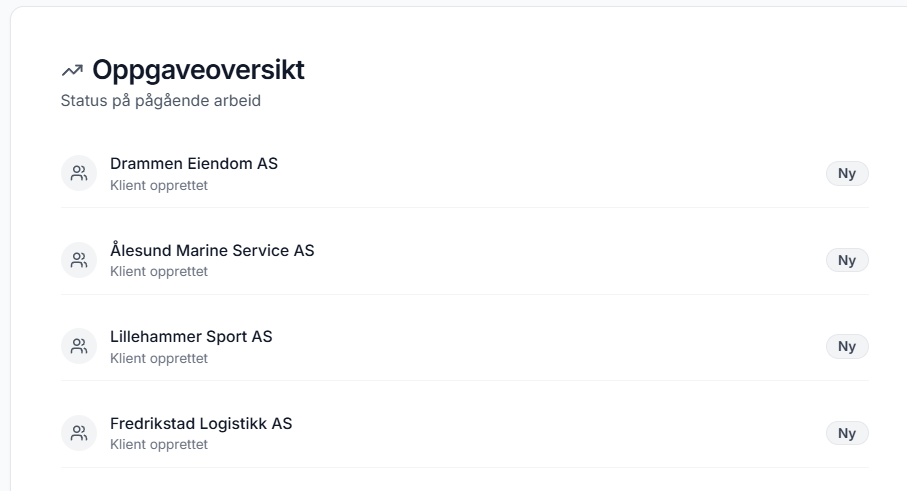 Oppgaveoversikt
Status på pågående arbeid
Drammen Eiendom AS
Klient opprettet
Ny
Ålesund Marine Service AS
Klient opprettet
Ny
Lillehammer Sport AS
Klient opprettet
Ny
Fredrikstad Logistikk AS
Klient opprettet
Ny